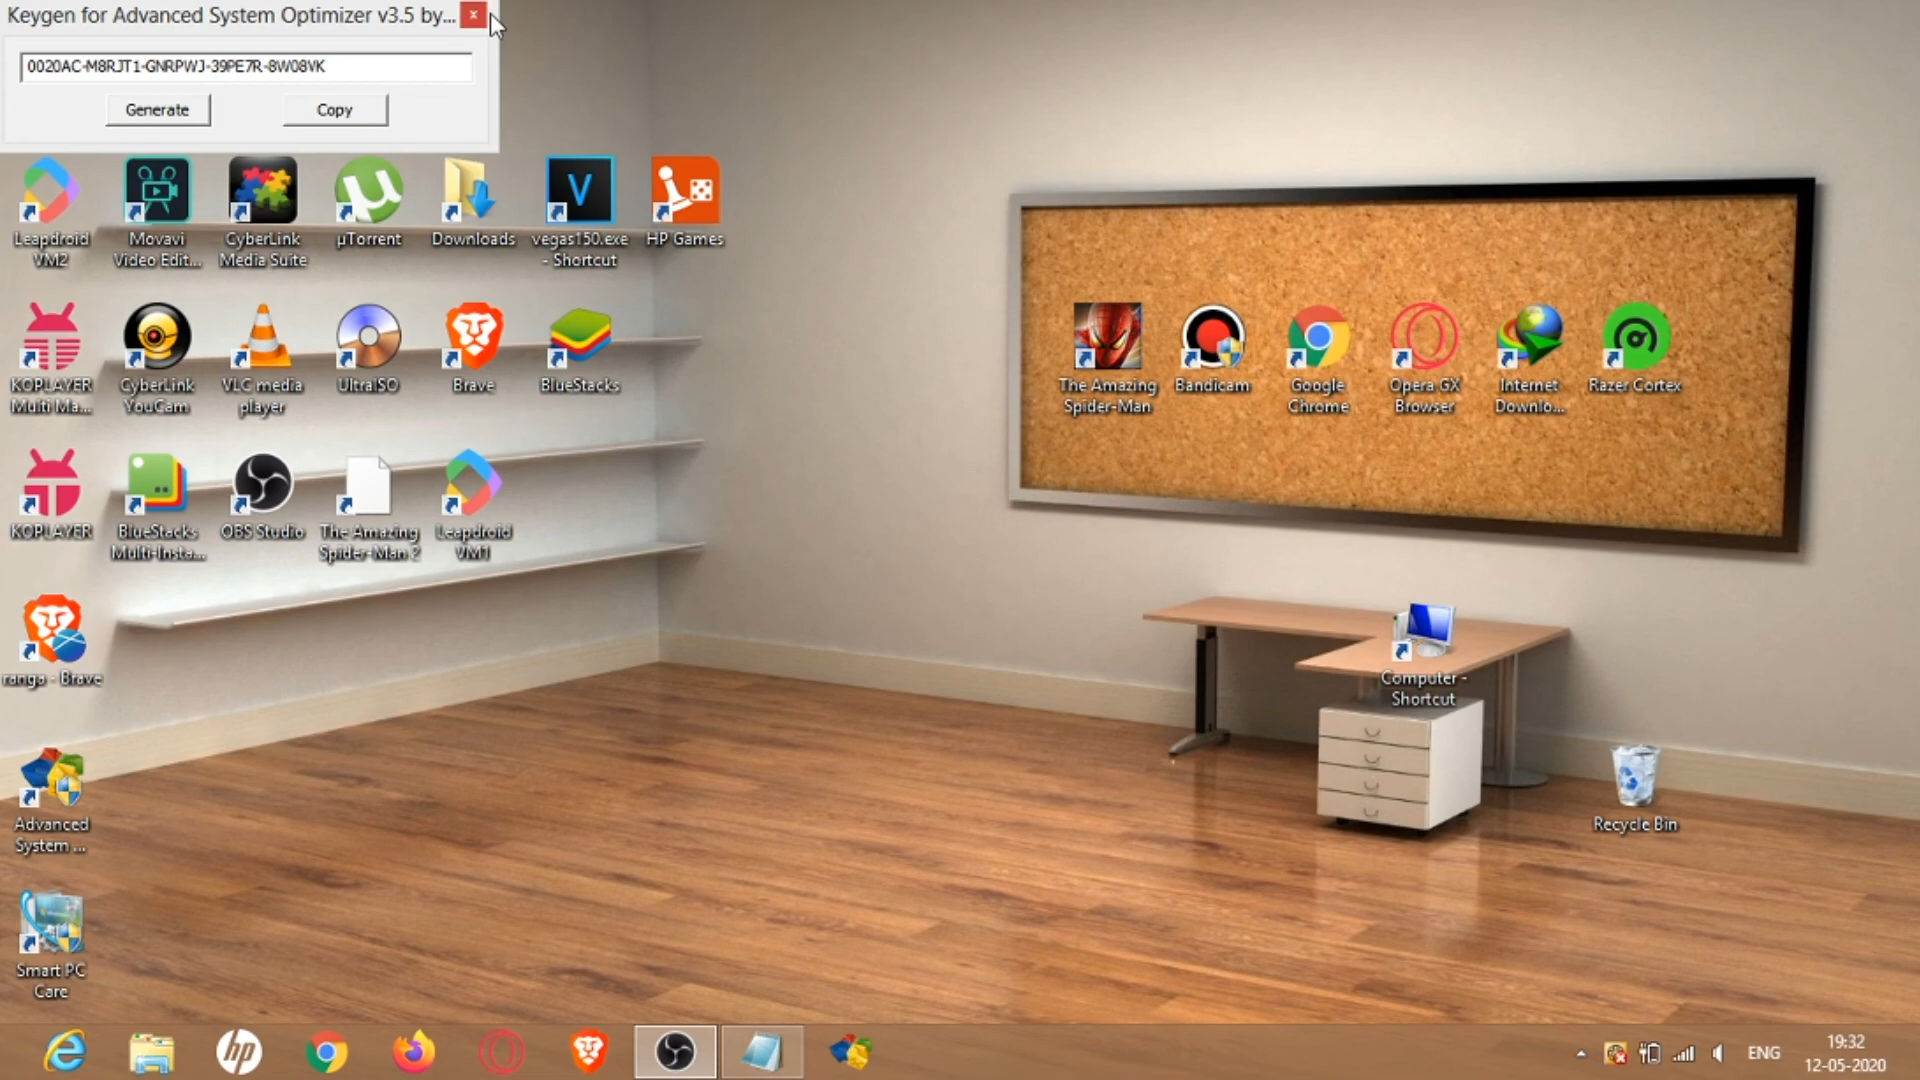 Keygen for Advanced System Optimizer v3.5 by...
0020AC-M8RJT1-GNRPWJ-39PE7R-8W08VK
Generate
Copy
Leapdroid VM2
Movavi Video Edit...
CyberLink Media Suite
µTorrent
Downloads
vegas150.exe - Shortcut
HP Games
KOPLAYER Multi Ma...
CyberLink YouCam
VLC media player
UltraISO
Brave
BlueStacks
The Amazing Spider-Man
Bandicam
Google Chrome
Opera GX Browser
Internet Downlo...
Razer Cortex
KOPLAYER
BlueStacks Multi-Insta...
OBS Studio
The Amazing Spider-Man 2
Leapdroid VM1
ranga - Brave
Computer - Shortcut
Advanced System ...
Recycle Bin
Smart PC Care
ENG
19:32
12-05-2020